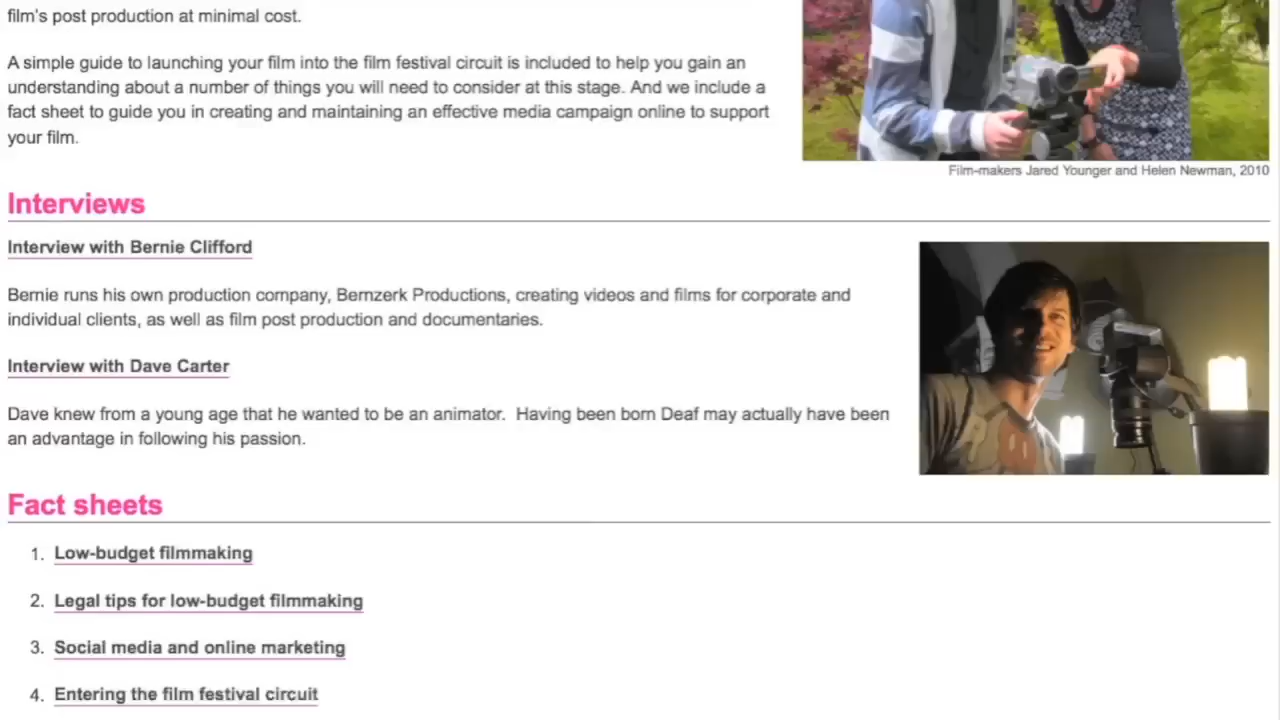 film's post production at minimal cost.
A simple guide to launching your film into the film festival circuit is included to help you gain an
understanding about a number of things you will need to consider at this stage. And we include a
fact sheet to guide you in creating and maintaining an effective media campaign online to support
your film.
Film-makers Jared Younger and Helen Newman, 2010
Interviews
Interview with Bernie Clifford
Bernie runs his own production company, Bernzerk Productions, creating videos and films for corporate and
individual clients, as well as film post production and documentaries.
Interview with Dave Carter
Dave knew from a young age that he wanted to be an animator.  Having been born Deaf may actually have been
an advantage in following his passion.
Fact sheets
1. Low-budget filmmaking
2. Legal tips for low-budget filmmaking
3. Social media and online marketing
4. Entering the film festival circuit